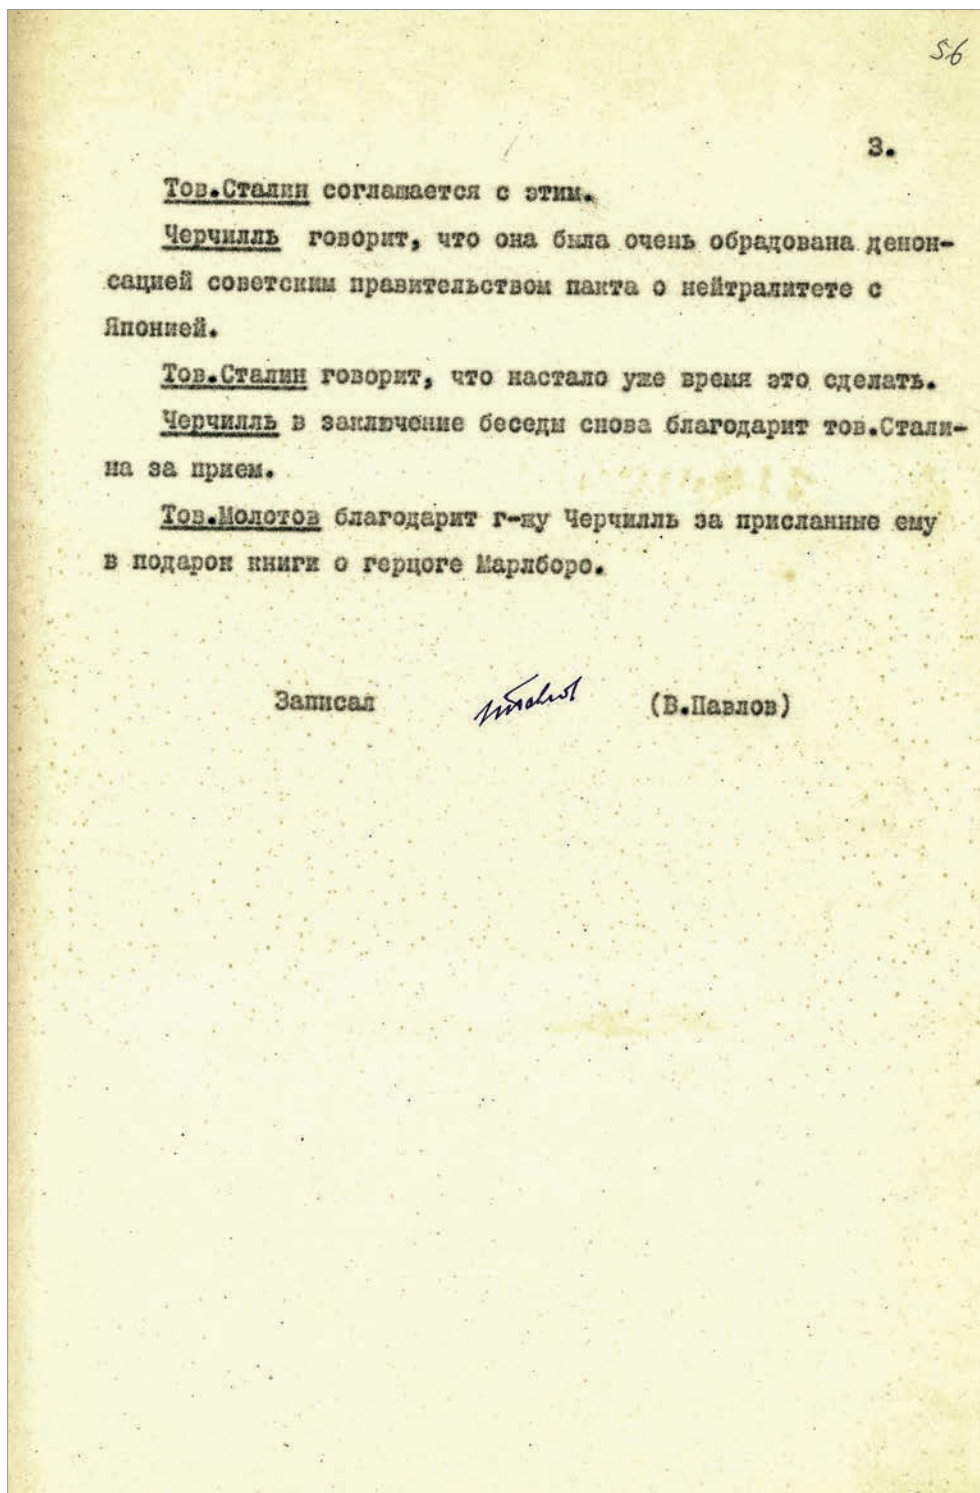 56
3.
Тов.Сталин соглашается с этим.
Черчилль говорит, что она была очень обрадована денон-
сацией советским правительством пакта о нейтралитете с
Японией.
Тов.Сталин говорит, что настало уже время это сделать.
Черчилль в заключение беседы снова благодарит тов.Стали-
на за прием.
Тов.Молотов благодарит г-жу Черчилль за присланные ему
в подарок книги о герцоге Марлборо.
Записал (В.Павлов)